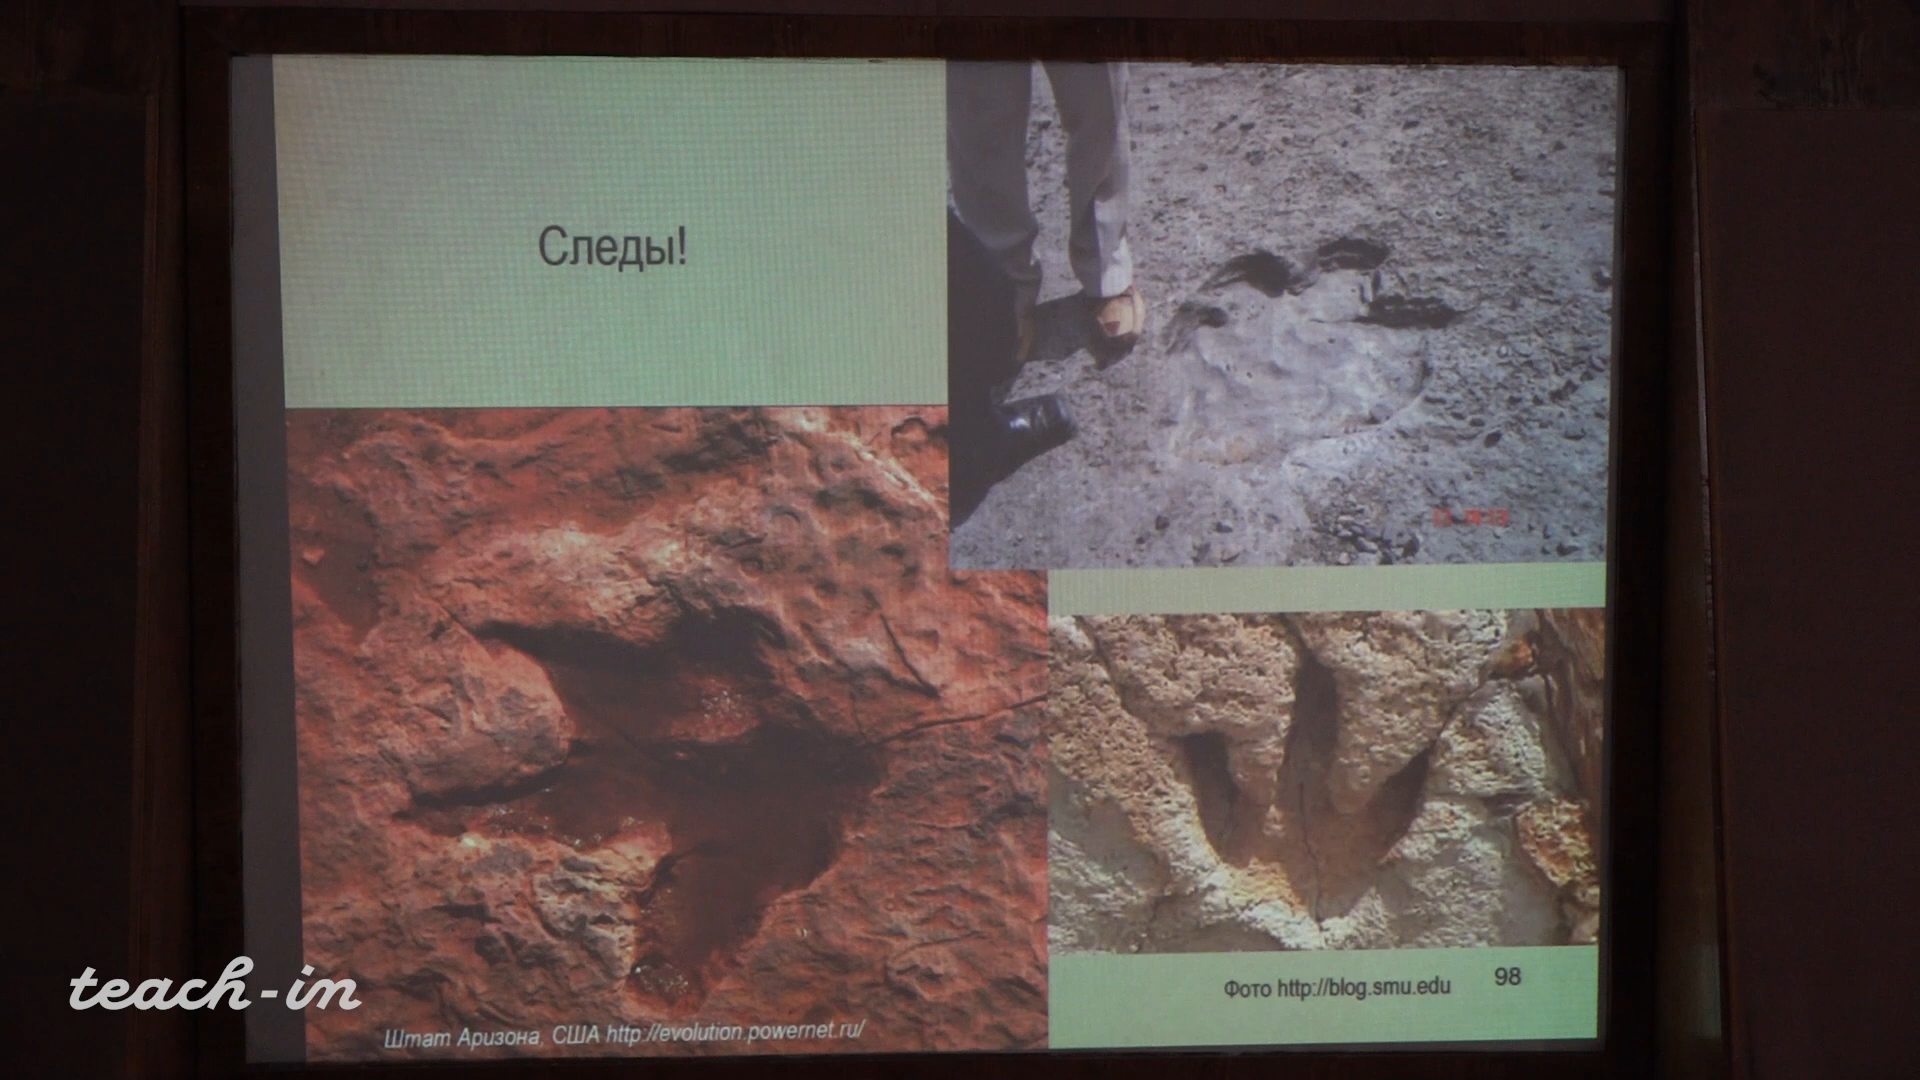 Следы!
Фото http://blog.smu.edu
98
Штат Аризона, США http://evolution.powernet.ru/
teach-in